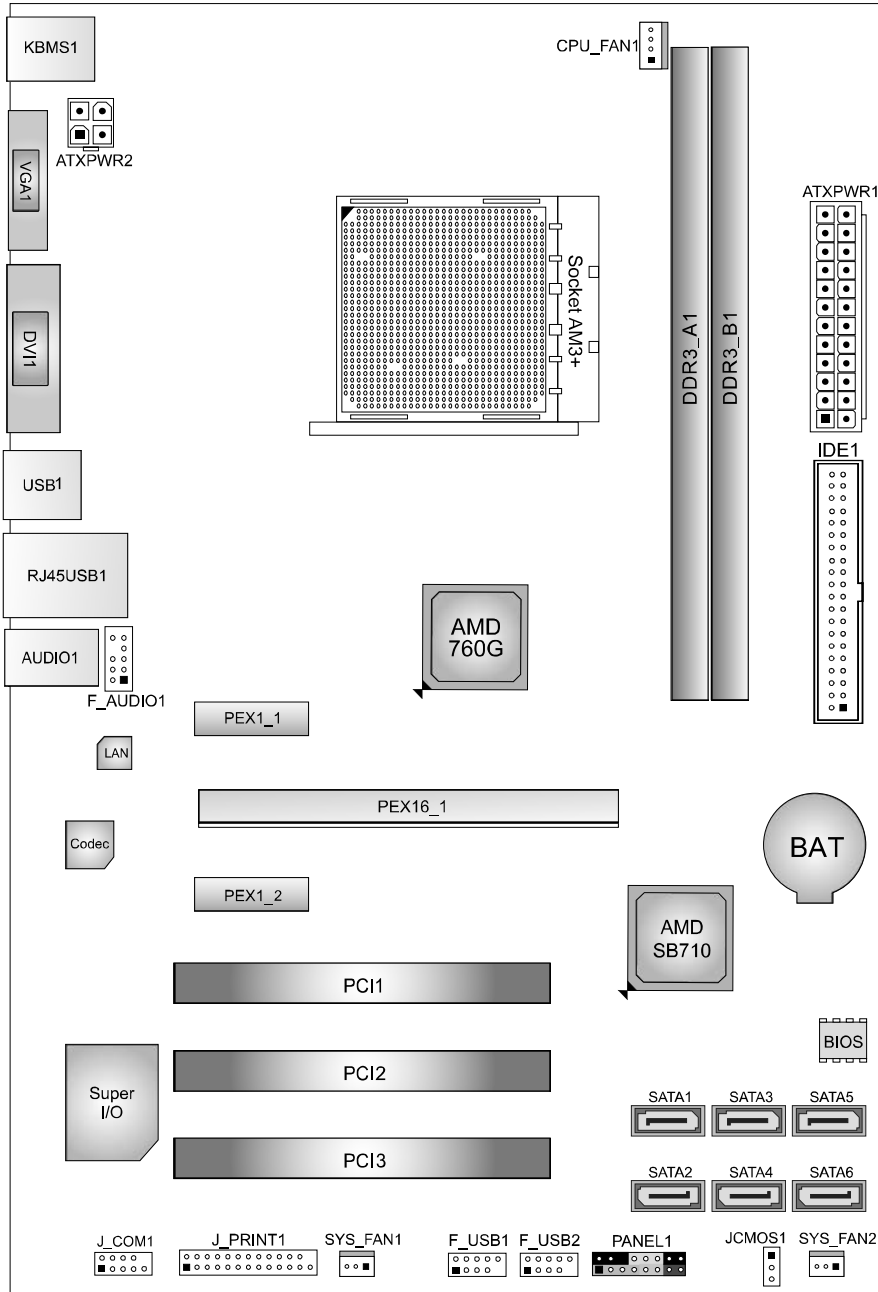 KBMS1
CPU_FAN1
ATXPWR2
VGA1
ATXPWR1
Socket AM3+
DDR3_A1
DDR3_B1
DVI1
IDE1
USB1
RJ45USB1
AMD
760G
AUDIO1
F_AUDIO1
PEX1_1
LAN
PEX16_1
Codec
BAT
PEX1_2
AMD
SB710
PCI1
BIOS
PCI2
Super
I/O
SATA1
SATA3
SATA5
PCI3
SATA2
SATA4
SATA6
J_COM1
J_PRINT1
SYS_FAN1
F_USB1
F_USB2
PANEL1
JCMOS1
SYS_FAN2